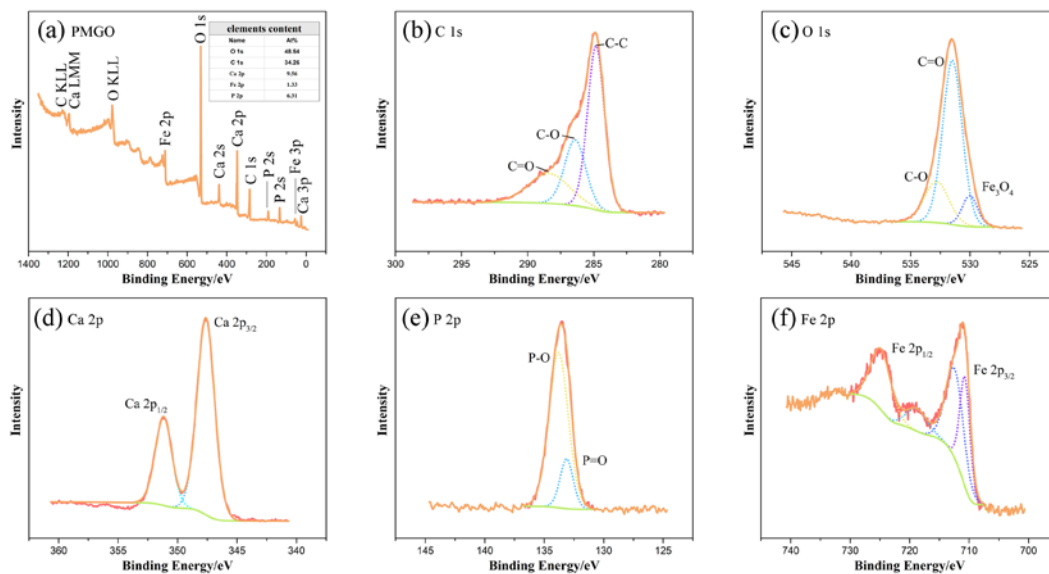 (a) PMGO
elements content
Name At%
O 1s 48.54
C 1s 34.26
Ca 2p 9.56
Fe 2p 1.33
P 2p 6.31
C KLL
Ca LMM
O KLL
Fe 2p
O 1s
Ca 2s
Ca 2p
C 1s
P 2s
P 2s
Fe 3p
Ca 3p
Intensity
1400 1200 1000 800 600 400 200 0
Binding Energy/eV
(b) C 1s
C-C
C-O
C=O
Intensity
300 295 290 285 280
Binding Energy/eV
(c) O 1s
C=O
C-O
Fe₃O₄
Intensity
545 540 535 530 525
Binding Energy/eV
(d) Ca 2p
Ca 2p₃/₂
Ca 2p₁/₂
Intensity
360 355 350 345 340
Binding Energy/eV
(e) P 2p
P-O
P=O
Intensity
145 140 135 130 125
Binding Energy/eV
(f) Fe 2p
Fe 2p₁/₂
Fe 2p₃/₂
Intensity
740 730 720 710 700
Binding Energy/eV